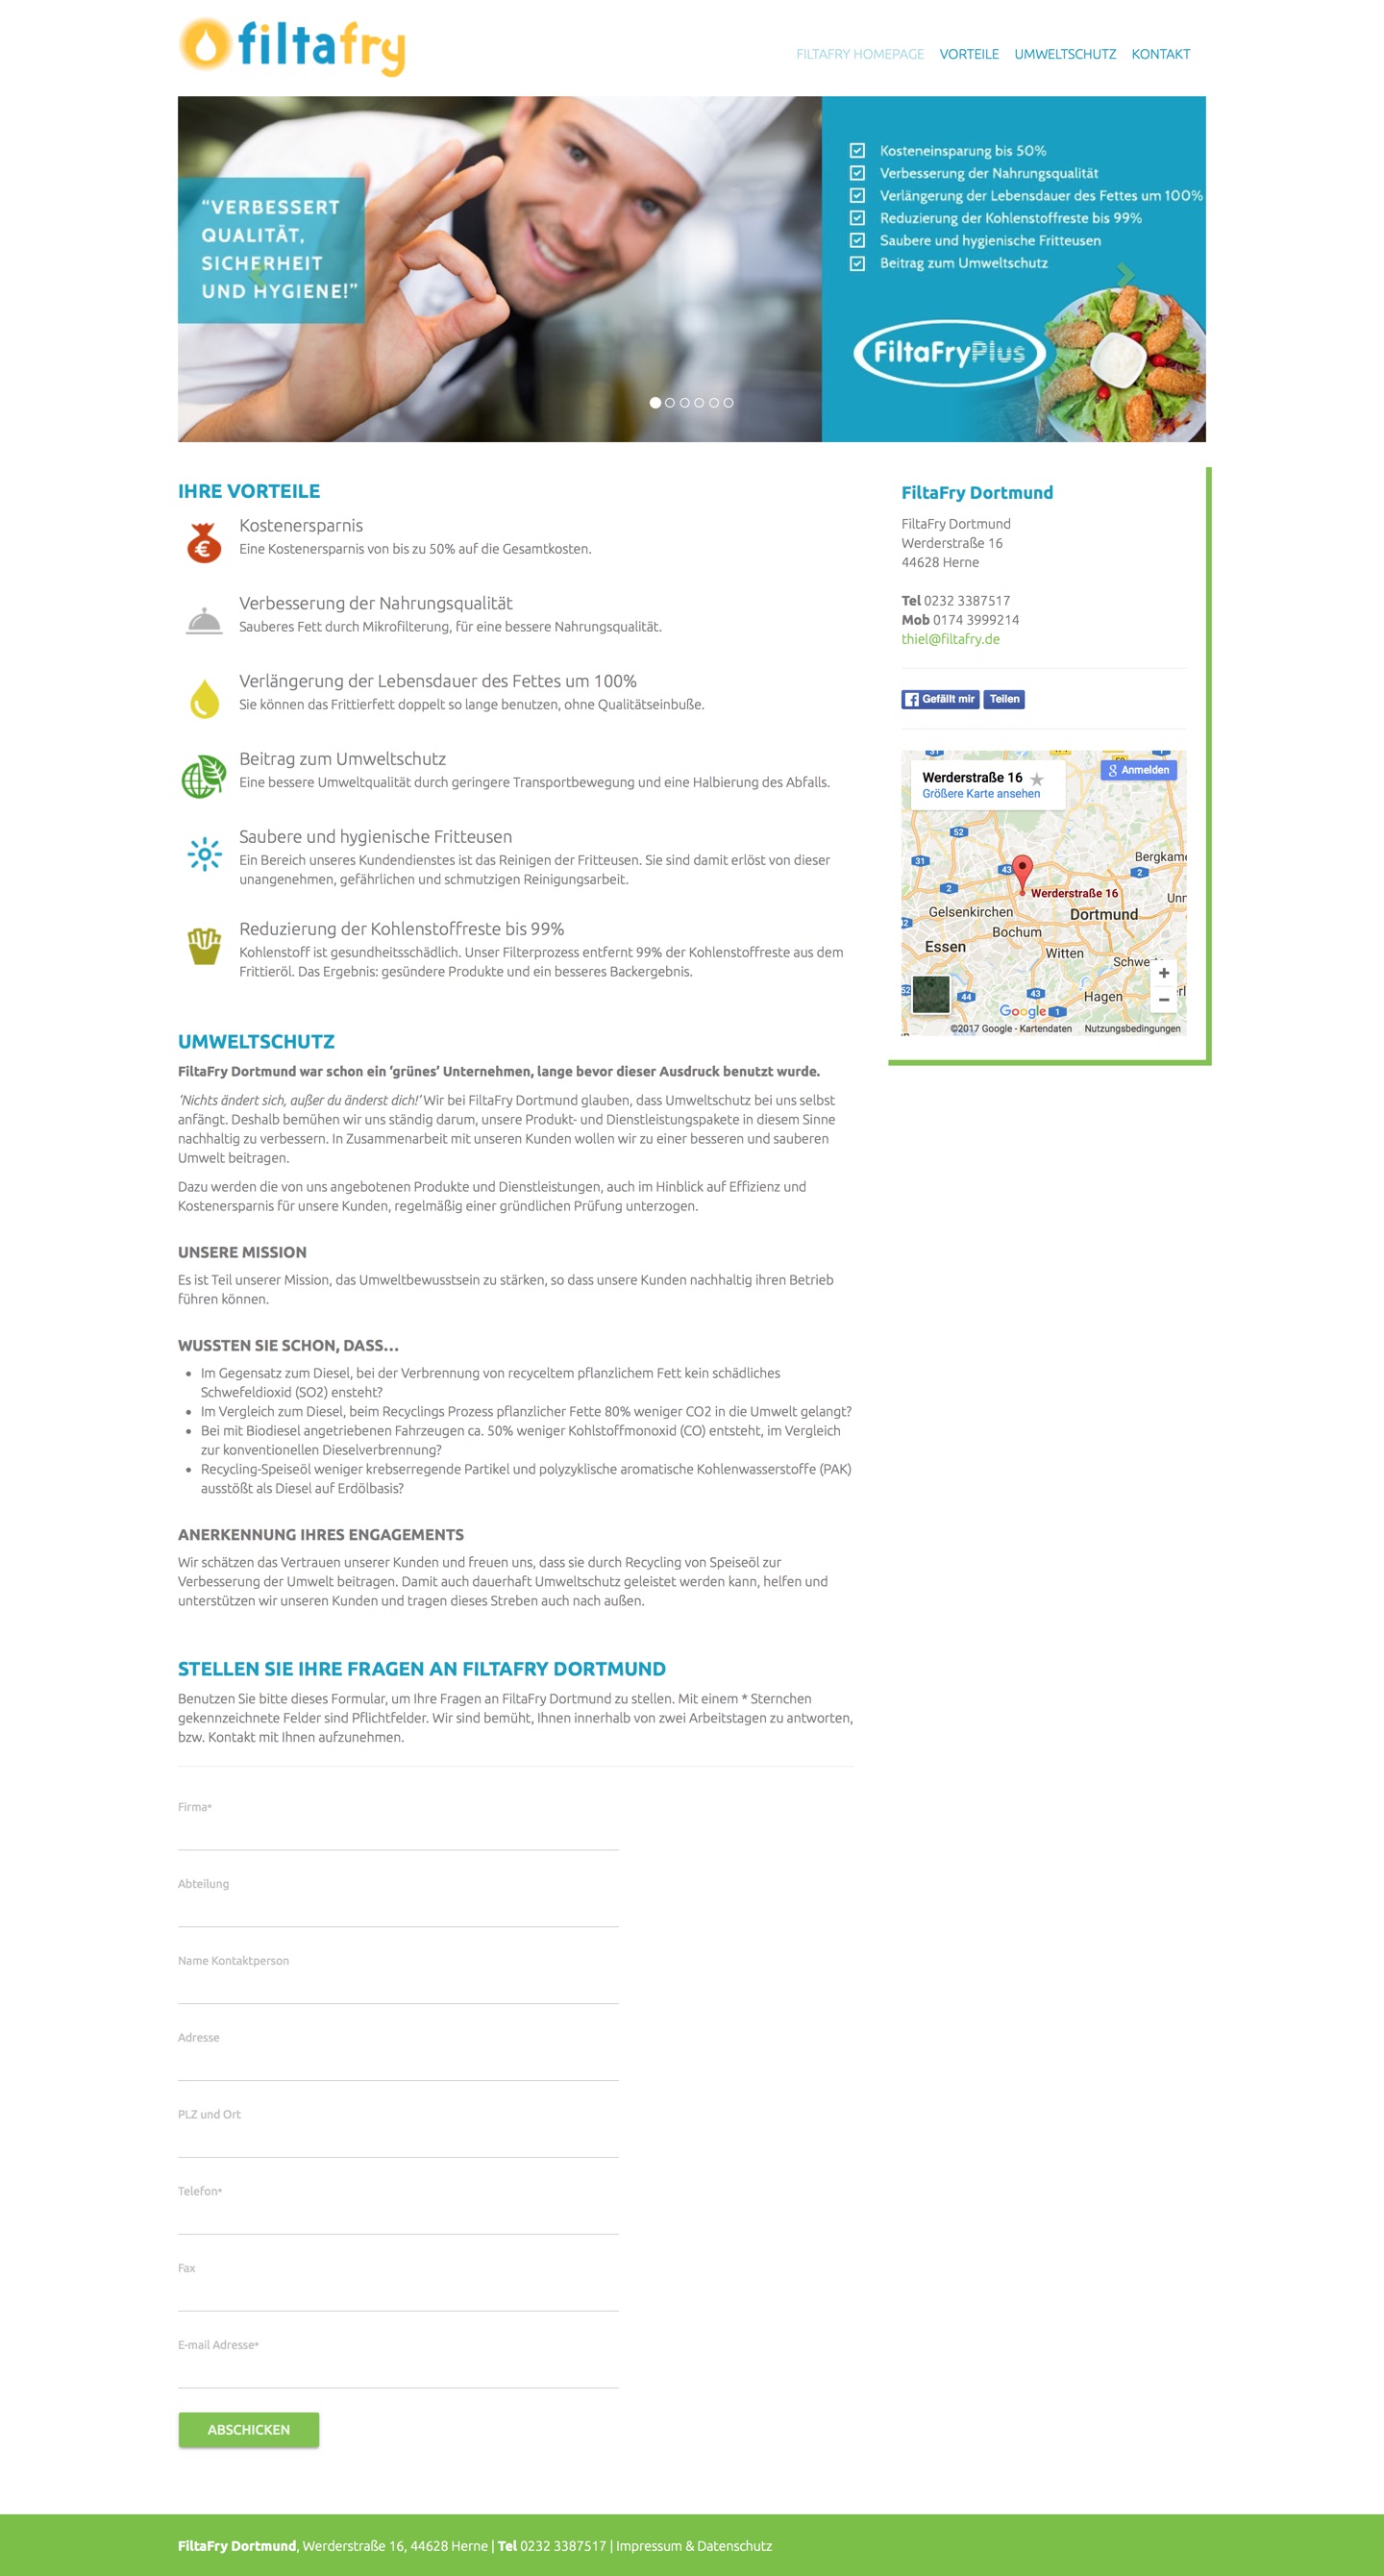 filtafry
FILTAFRY HOMEPAGE VORTEILE UMWELTSCHUTZ KONTAKT
“VERBESSERT
QUALITÄT,
SICHERHEIT
UND HYGIENE!”
Kosteneinsparung bis 50%
Verbesserung der Nahrungsqualität
Verlängerung der Lebensdauer des Fettes um 100%
Reduzierung der Kohlenstoffreste bis 99%
Saubere und hygienische Fritteusen
Beitrag zum Umweltschutz
FiltaFryPlus
IHRE VORTEILE
Kostenersparnis
Eine Kostenersparnis von bis zu 50% auf die Gesamtkosten.
Verbesserung der Nahrungsqualität
Sauberes Fett durch Mikrofilterung, für eine bessere Nahrungsqualität.
Verlängerung der Lebensdauer des Fettes um 100%
Sie können das Frittierfett doppelt so lange benutzen, ohne Qualitätseinbuße.
Beitrag zum Umweltschutz
Eine bessere Umweltqualität durch geringere Transportbewegung und eine Halbierung des Abfalls.
Saubere und hygienische Fritteusen
Ein Bereich unseres Kundendienstes ist das Reinigen der Fritteusen. Sie sind damit erlöst von dieser
unangenehmen, gefährlichen und schmutzigen Reinigungsarbeit.
Reduzierung der Kohlenstoffreste bis 99%
Kohlenstoff ist gesundheitsschädlich. Unser Filterprozess entfernt 99% der Kohlenstoffreste aus dem
Frittieröl. Das Ergebnis: gesündere Produkte und ein besseres Backergebnis.
FiltaFry Dortmund
FiltaFry Dortmund
Werderstraße 16
44628 Herne
Tel 0232 3387517
Mob 0174 3999214
thiel@filtafry.de
Gefällt mir Teilen
Werderstraße 16
Größere Karte ansehen
Anmelden
52
31
Bergkam
43
2
2
Werderstraße 16
Unn
Gelsenkirchen
Dortmund
Bochum
Essen
Witten
Schwe
52
44
43
Hagen
Google
1
©2017 Google - Kartendaten Nutzungsbedingungen
UMWELTSCHUTZ
FiltaFry Dortmund war schon ein ‘grünes’ Unternehmen, lange bevor dieser Ausdruck benutzt wurde.
‘Nichts ändert sich, außer du änderst dich!’ Wir bei FiltaFry Dortmund glauben, dass Umweltschutz bei uns selbst
anfängt. Deshalb bemühen wir uns ständig darum, unsere Produkt- und Dienstleistungspakete in diesem Sinne
nachhaltig zu verbessern. In Zusammenarbeit mit unseren Kunden wollen wir zu einer besseren und sauberen
Umwelt beitragen.
Dazu werden die von uns angebotenen Produkte und Dienstleistungen, auch im Hinblick auf Effizienz und
Kostenersparnis für unsere Kunden, regelmäßig einer gründlichen Prüfung unterzogen.
UNSERE MISSION
Es ist Teil unserer Mission, das Umweltbewusstsein zu stärken, so dass unsere Kunden nachhaltig ihren Betrieb
führen können.
WUSSTEN SIE SCHON, DASS…
• Im Gegensatz zum Diesel, bei der Verbrennung von recyceltem pflanzlichem Fett kein schädliches
Schwefeldioxid (SO2) ensteht?
• Im Vergleich zum Diesel, beim Recyclings Prozess pflanzlicher Fette 80% weniger CO2 in die Umwelt gelangt?
• Bei mit Biodiesel angetriebenen Fahrzeugen ca. 50% weniger Kohlstoffmonoxid (CO) entsteht, im Vergleich
zur konventionellen Dieselverbrennung?
• Recycling-Speiseöl weniger krebserregende Partikel und polyzyklische aromatische Kohlenwasserstoffe (PAK)
ausstößt als Diesel auf Erdölbasis?
ANERKENNUNG IHRES ENGAGEMENTS
Wir schätzen das Vertrauen unserer Kunden und freuen uns, dass sie durch Recycling von Speiseöl zur
Verbesserung der Umwelt beitragen. Damit auch dauerhaft Umweltschutz geleistet werden kann, helfen und
unterstützen wir unseren Kunden und tragen dieses Streben auch nach außen.
STELLEN SIE IHRE FRAGEN AN FILTAFRY DORTMUND
Benutzen Sie bitte dieses Formular, um Ihre Fragen an FiltaFry Dortmund zu stellen. Mit einem * Sternchen
gekennzeichnete Felder sind Pflichtfelder. Wir sind bemüht, Ihnen innerhalb von zwei Arbeitstagen zu antworten,
bzw. Kontakt mit Ihnen aufzunehmen.
Firma*
Abteilung
Name Kontaktperson
Adresse
PLZ und Ort
Telefon*
Fax
E-mail Adresse*
ABSCHICKEN
FiltaFry Dortmund, Werderstraße 16, 44628 Herne | Tel 0232 3387517 | Impressum & Datenschutz